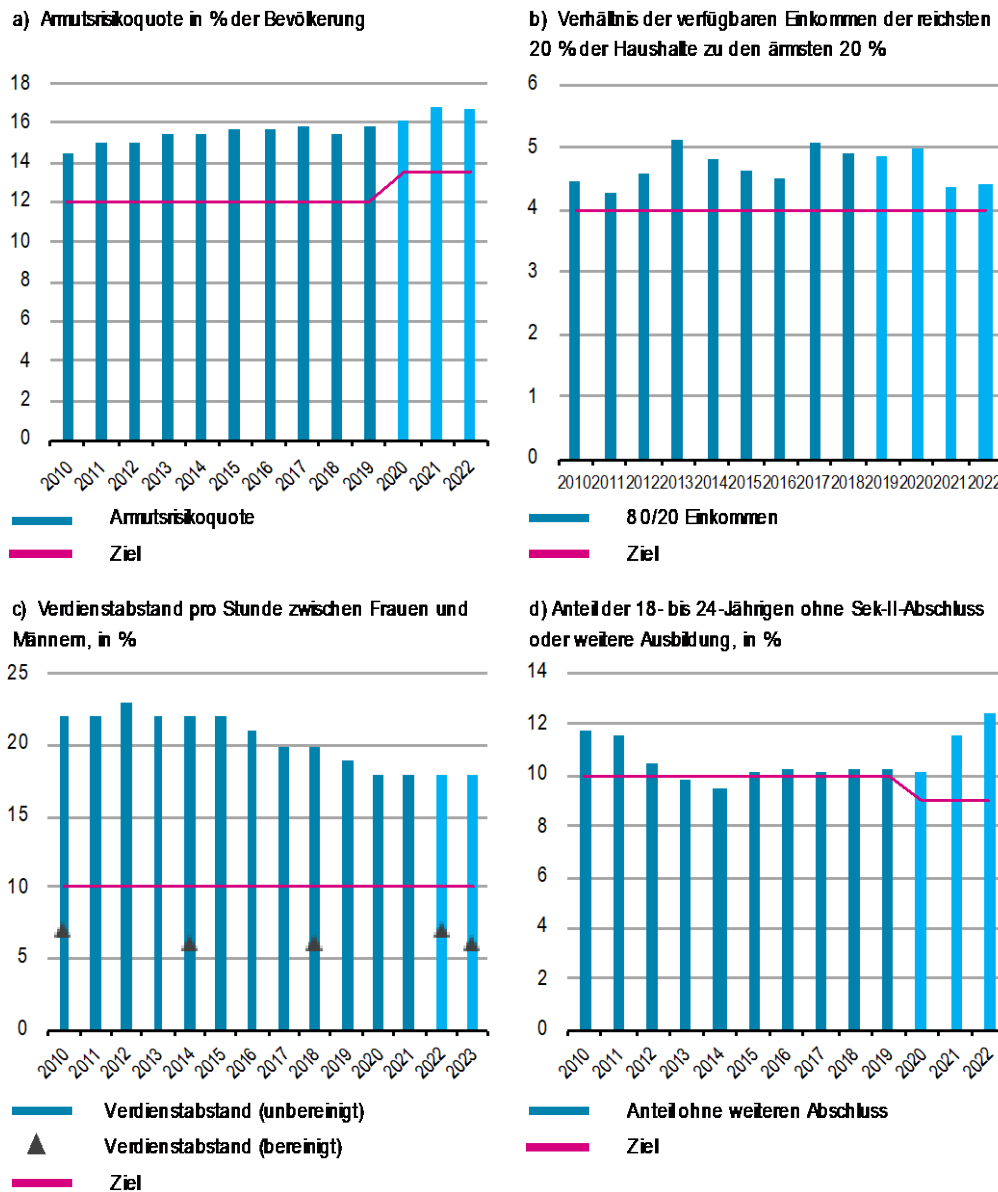 a) Armutsrisikoquote in % der Bevölkerung
18
16
14
12
10
8
6
4
2
0
2010 2011 2012 2013 2014 2015 2016 2017 2018 2019 2020 2021 2022
Armutsrisikoquote
Ziel
b) Verhältnis der verfügbaren Einkommen der reichsten
20 % der Haushalte zu den ärmsten 20 %
6
5
4
3
2
1
0
2010 2011 2012 2013 2014 2015 2016 2017 2018 2019 2020 2021 2022
80/20 Einkommen
Ziel
c) Verdienstabstand pro Stunde zwischen Frauen und
Männern, in %
25
20
15
10
5
0
2010 2011 2012 2013 2014 2015 2016 2017 2018 2019 2020 2021 2022 2023
Verdienstabstand (unbereinigt)
Verdienstabstand (bereinigt)
Ziel
d) Anteil der 18- bis 24-Jährigen ohne Sek-II-Abschluss
oder weitere Ausbildung, in %
14
12
10
8
6
4
2
0
2010 2011 2012 2013 2014 2015 2016 2017 2018 2019 2020 2021 2022
Anteil ohne weiteren Abschluss
Ziel